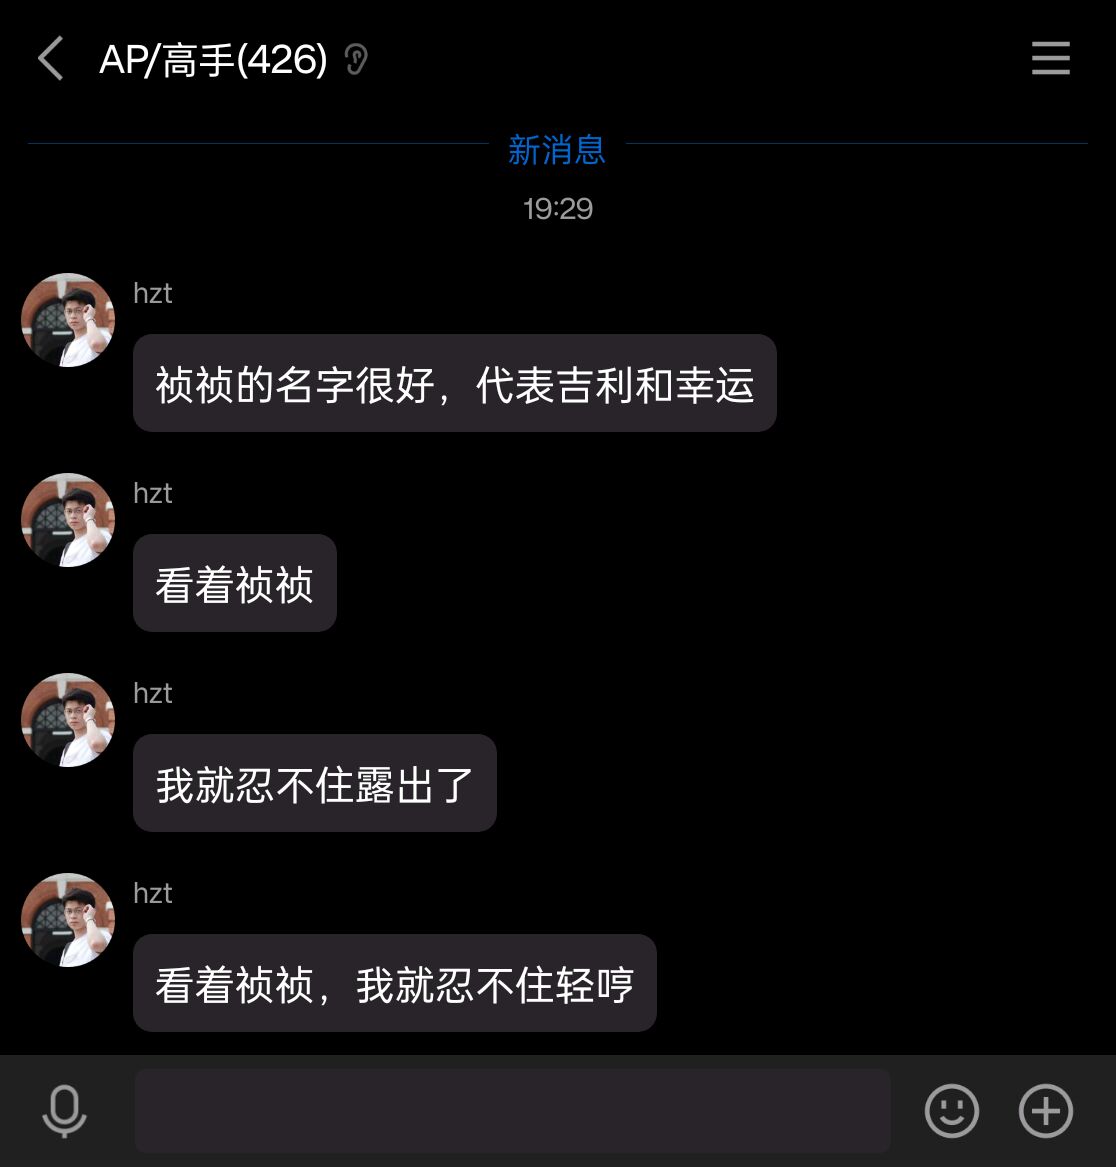 AP/高手(426)
新消息
19:29
hzt
祯祯的名字很好，代表吉利和幸运
hzt
看着祯祯
hzt
我就忍不住露出了
hzt
看着祯祯，我就忍不住轻哼